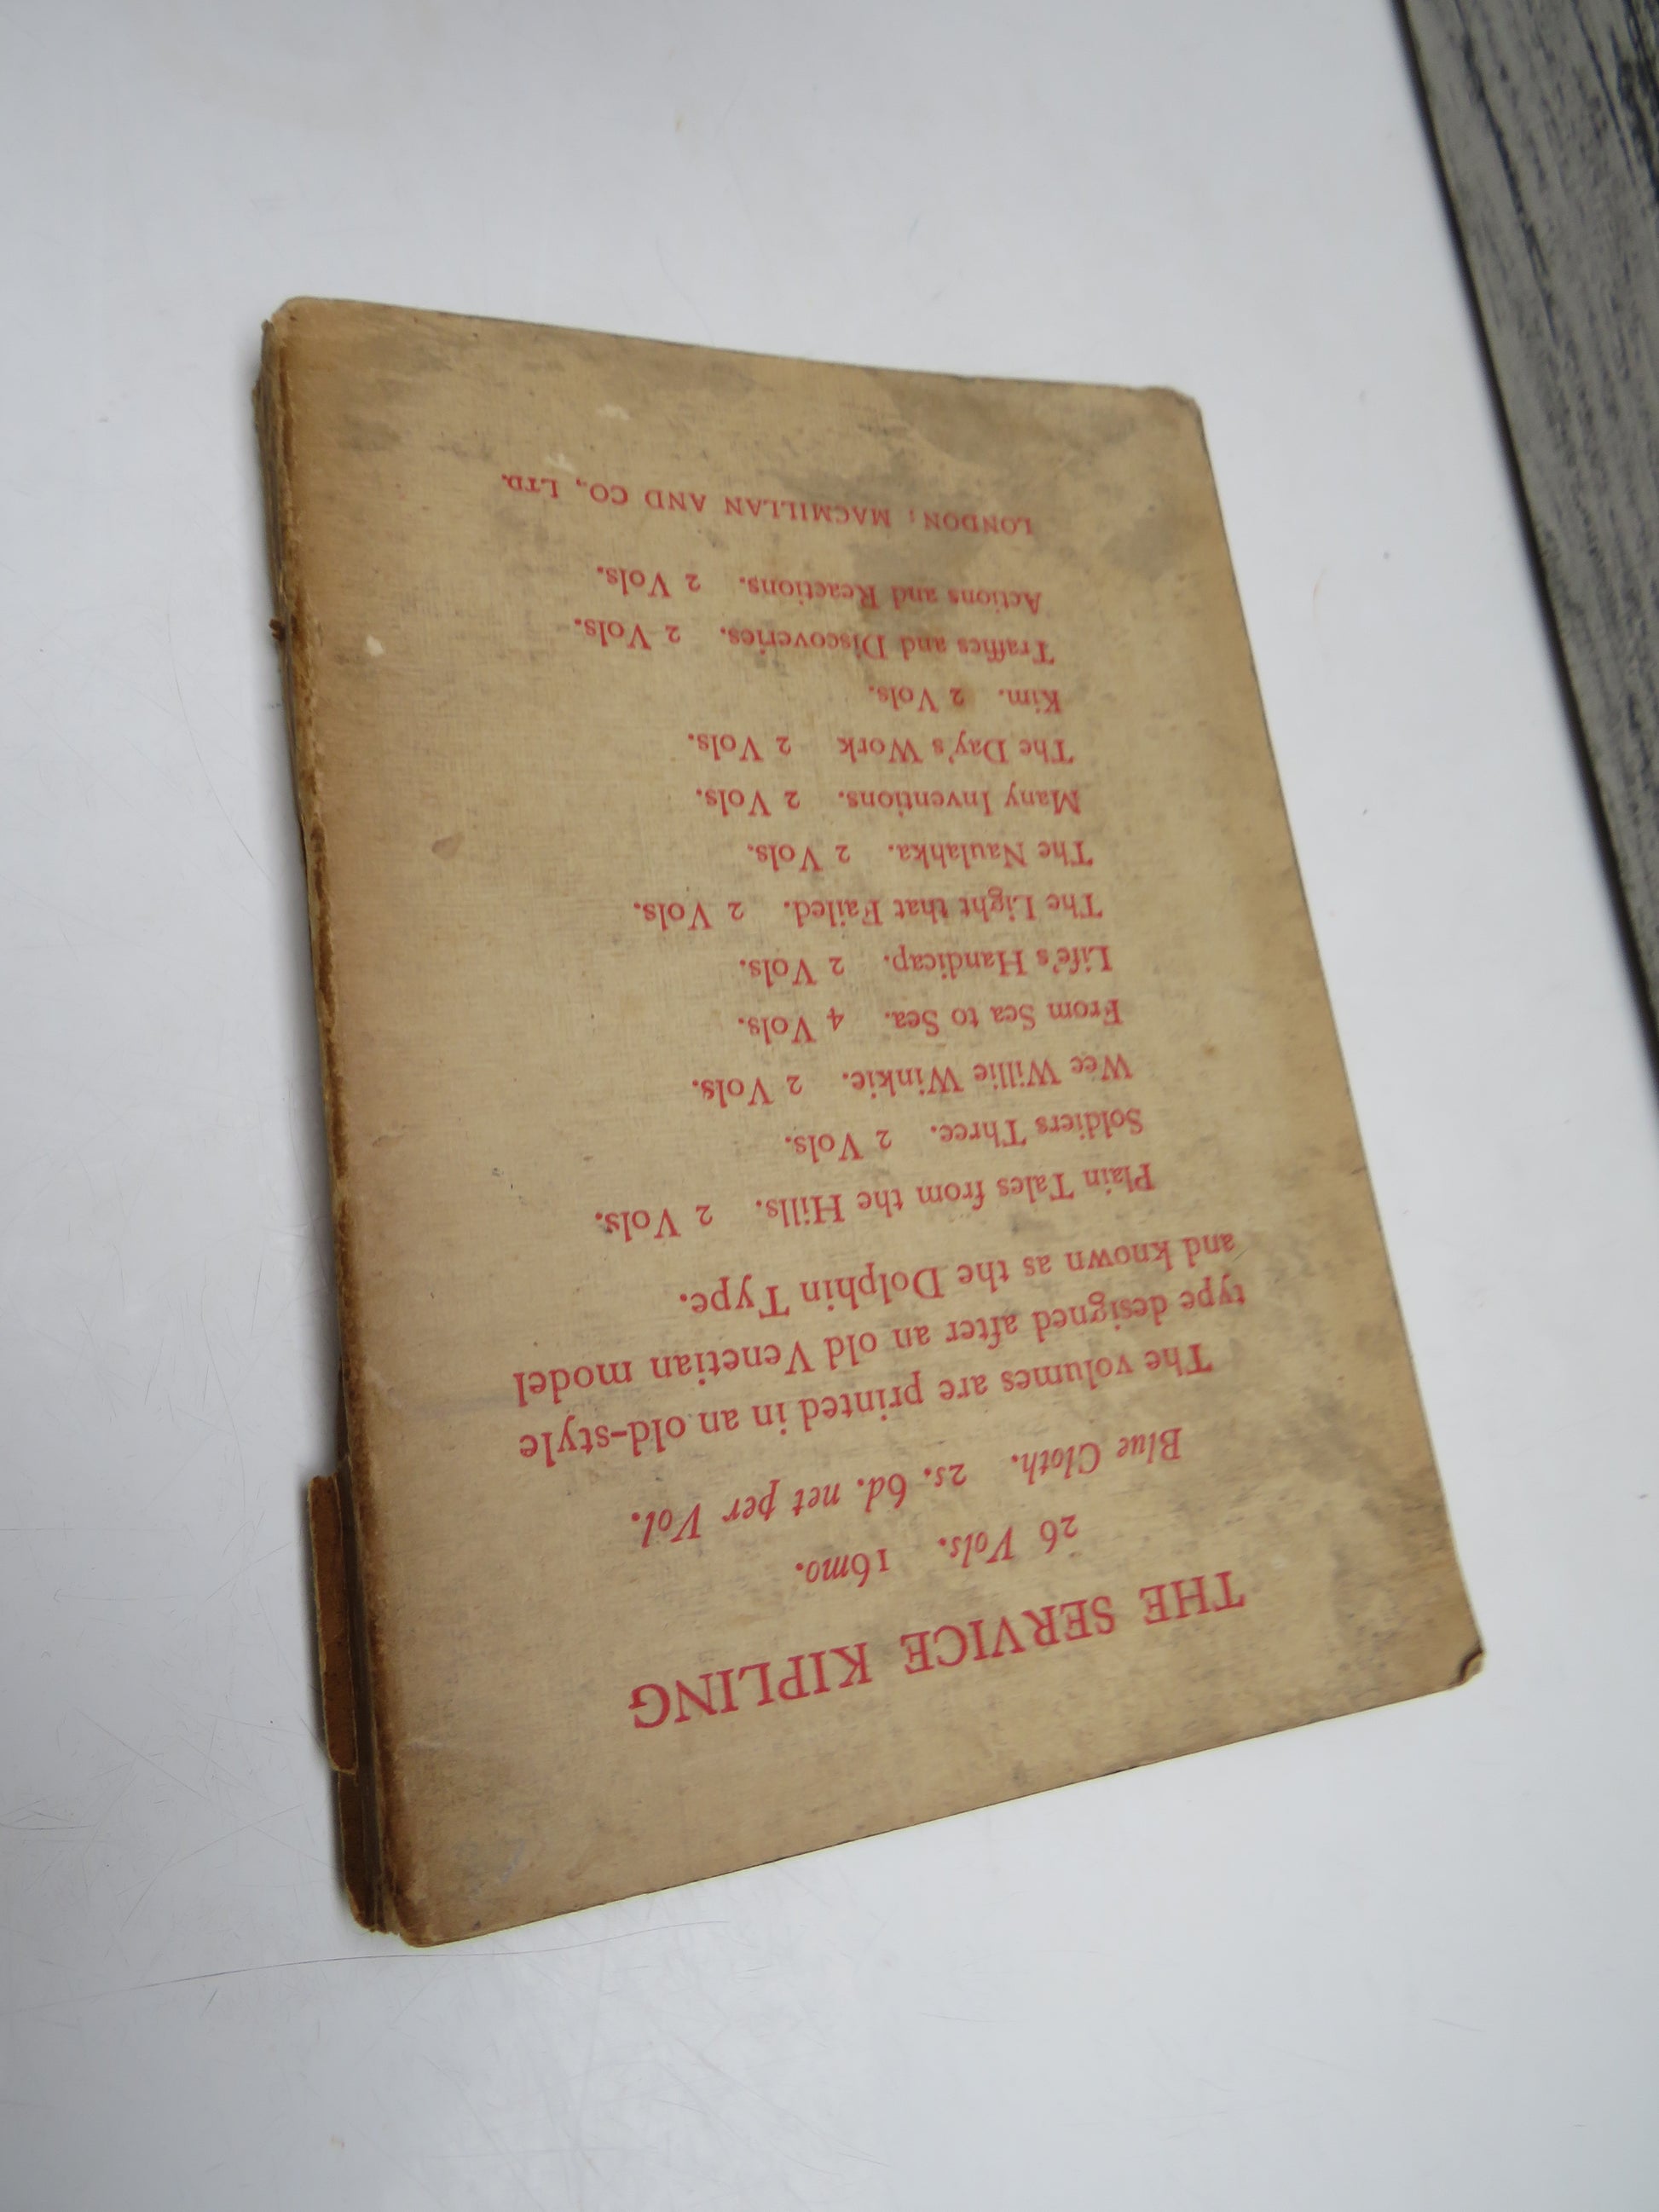 THE SERVICE KIPLING
26 Vols. 16mo.
Blue Cloth. 2s. 6d. net per Vol.
The volumes are printed in an old-style
type designed after an old Venetian model
and known as the Dolphin Type.
Plain Tales from the Hills. 2 Vols.
Soldiers Three. 2 Vols.
Wee Willie Winkie. 2 Vols.
From Sea to Sea. 4 Vols.
Life's Handicap. 2 Vols.
The Light that Failed. 2 Vols.
The Naulahka. 2 Vols.
Many Inventions. 2 Vols.
The Day's Work 2 Vols.
Kim. 2 Vols.
Traffics and Discoveries. 2 Vols.
Actions and Reactions. 2 Vols.
LONDON: MACMILLAN AND CO., LTD.